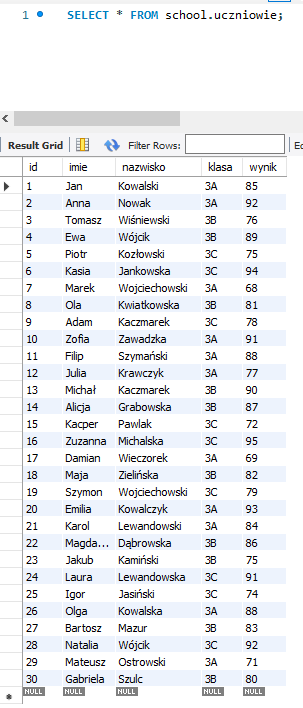 1 SELECT * FROM school.uczniowie;
Result Grid Filter Rows:
id imie nazwisko klasa wynik
1 Jan Kowalski 3A 85
2 Anna Nowak 3A 92
3 Tomasz Wiśniewski 3B 76
4 Ewa Wójcik 3B 89
5 Piotr Kozłowski 3C 75
6 Kasia Jankowska 3C 94
7 Marek Wojciechowski 3A 68
8 Ola Kwiatkowska 3B 81
9 Adam Kaczmarek 3C 78
10 Zofia Zawadzka 3A 91
11 Filip Szymański 3A 88
12 Julia Krawczyk 3A 77
13 Michał Kaczmarek 3B 90
14 Alicja Grabowska 3B 87
15 Kacper Pawlak 3C 72
16 Zuzanna Michalska 3C 95
17 Damian Wieczorek 3A 69
18 Maja Zielińska 3B 82
19 Szymon Wojciechowski 3C 79
20 Emilia Kowalczyk 3A 93
21 Karol Lewandowski 3A 84
22 Magda... Dąbrowska 3B 86
23 Jakub Kamiński 3B 75
24 Laura Lewandowska 3C 91
25 Igor Jasiński 3C 74
26 Olga Kowalska 3A 88
27 Bartosz Mazur 3B 83
28 Natalia Wójcik 3C 92
29 Mateusz Ostrowski 3A 71
30 Gabriela Szulc 3B 80
NULL NULL NULL NULL NULL